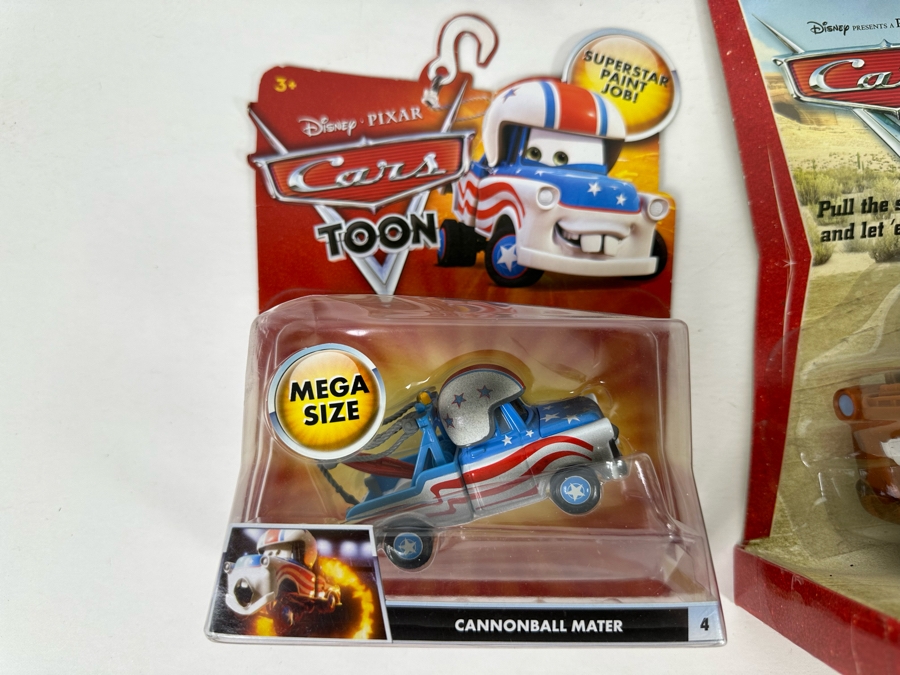 3+
Disney · PIXAR
Cars
TOON
SUPERSTAR
PAINT
JOB!
MEGA
SIZE
CANNONBALL MATER
4
Disney PRESENTS A
Pull the
and let